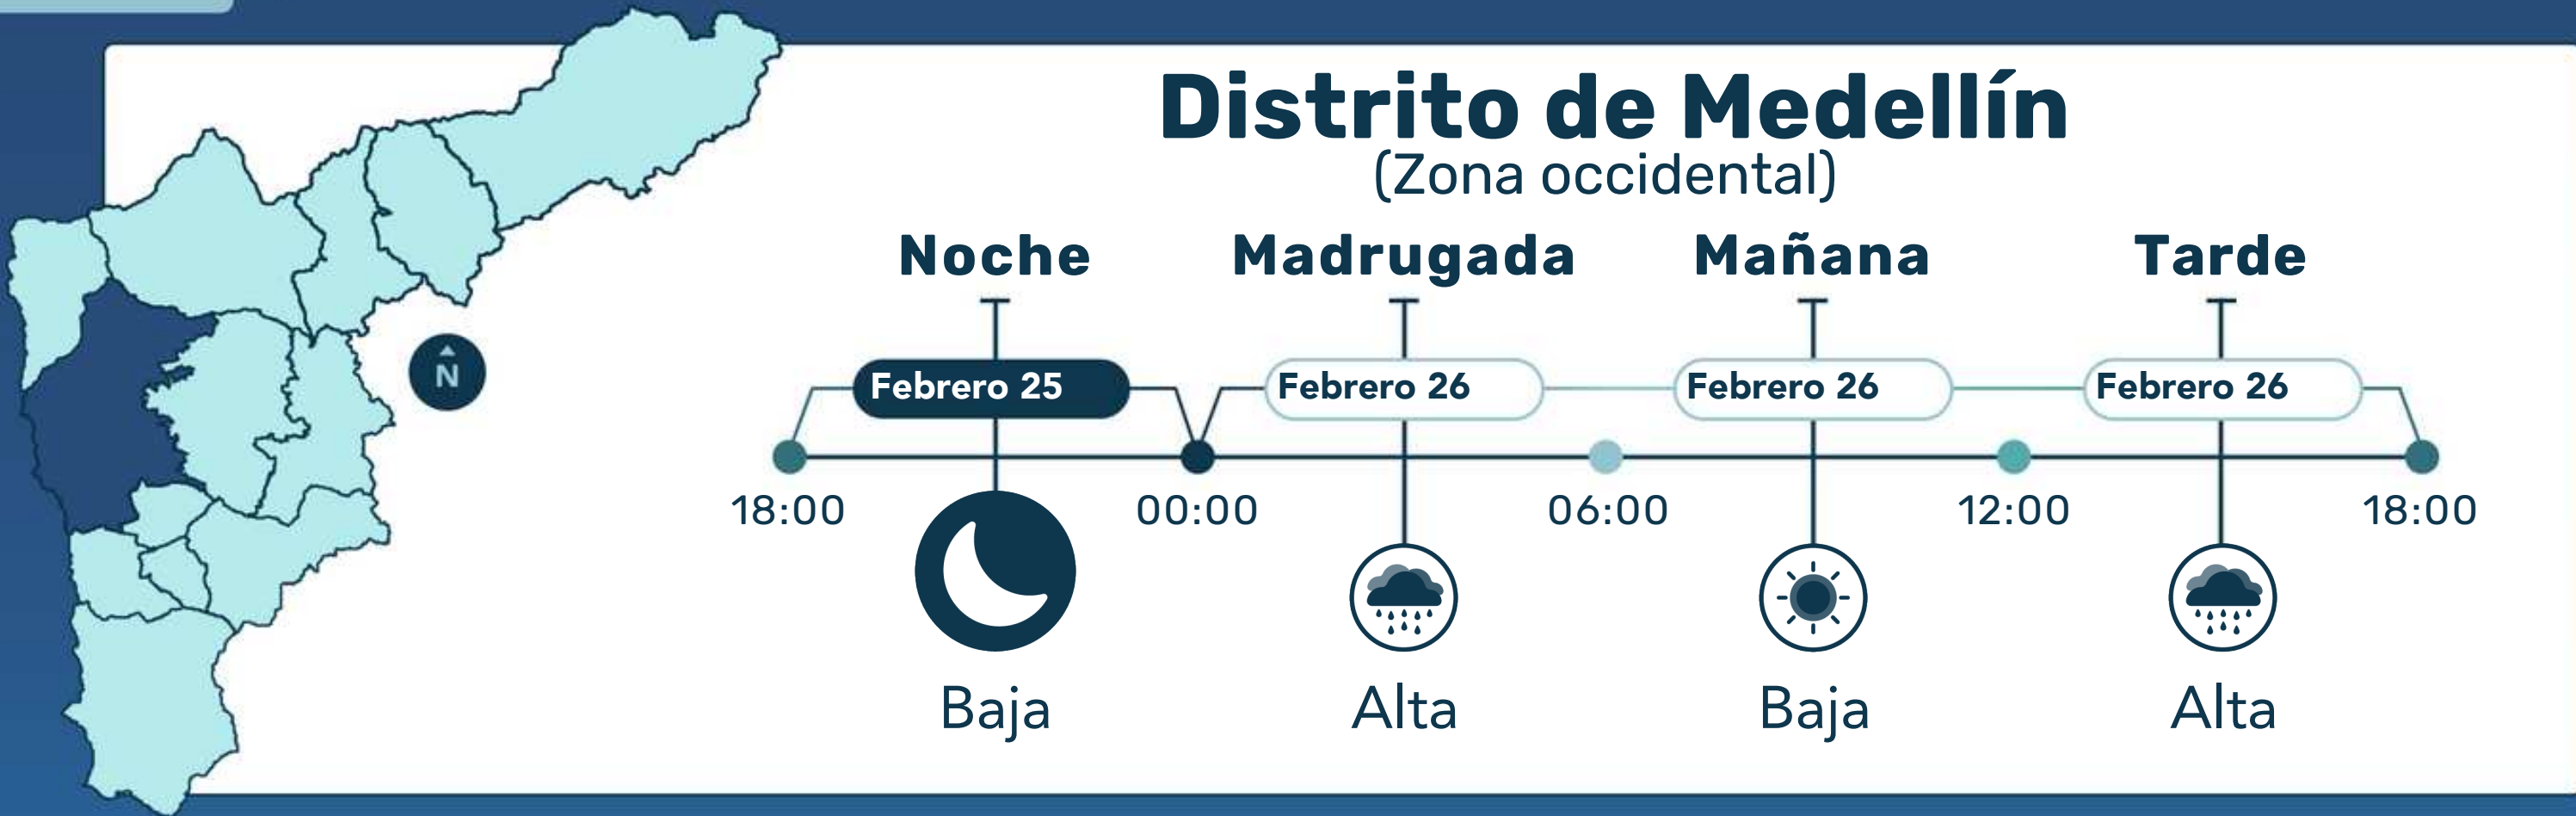 Distrito de Medellín
(Zona occidental)
Noche Madrugada Mañana Tarde
Febrero 25 Febrero 26 Febrero 26 Febrero 26
N
18:00 00:00 06:00 12:00 18:00
Baja Alta Baja Alta